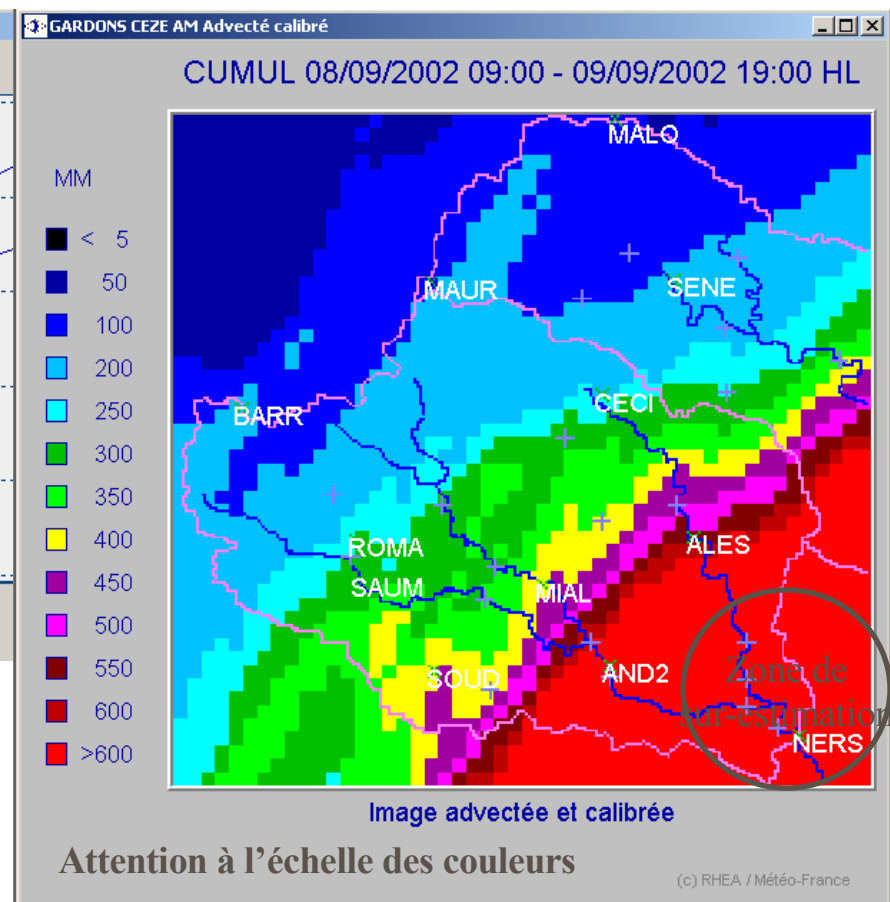 GARDONS CEZE AM Advecté calibré
CUMUL 08/09/2002 09:00 - 09/09/2002 19:00 HL
MM
< 5
50
100
200
250
300
350
400
450
500
550
600
>600
MALO
MAUR
SENE
BARR
CECI
ROMA
ALES
SAUM
MIAL
SOUD
AND2
Zone de
sur-estimation
NERS
Image advectée et calibrée
Attention à l’échelle des couleurs
(c) RHEA / Météo-France